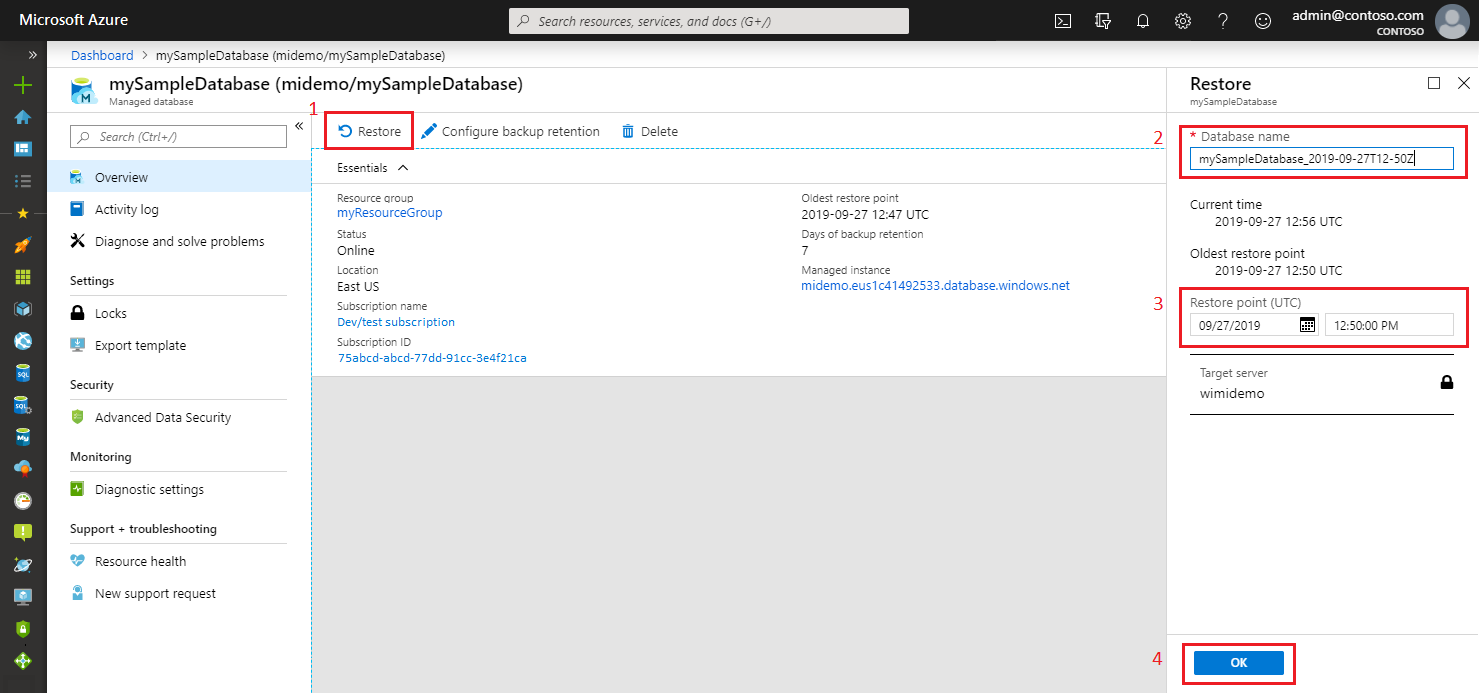 Microsoft Azure
Search resources, services, and docs (G+/)
admin@contoso.com
CONTOSO
Dashboard > mySampleDatabase (midemo/mySampleDatabase)
mySampleDatabase (midemo/mySampleDatabase)
Managed database
Search (Ctrl+/)
Overview
Activity log
Diagnose and solve problems
Settings
Locks
Export template
Security
Advanced Data Security
Monitoring
Diagnostic settings
Support + troubleshooting
Resource health
New support request
1
Restore
Configure backup retention
Delete
Essentials
Resource group
myResourceGroup
Status
Online
Location
East US
Subscription name
Dev/test subscription
Subscription ID
75abcd-abcd-77dd-91cc-3e4f21ca
Oldest restore point
2019-09-27 12:47 UTC
Days of backup retention
7
Managed instance
midemo.eus1c41492533.database.windows.net
Restore
mySampleDatabase
2
* Database name
mySampleDatabase_2019-09-27T12-50Z
Current time
2019-09-27 12:56 UTC
Oldest restore point
2019-09-27 12:50 UTC
3
Restore point (UTC)
09/27/2019
12:50:00 PM
Target server
wimidemo
4
OK